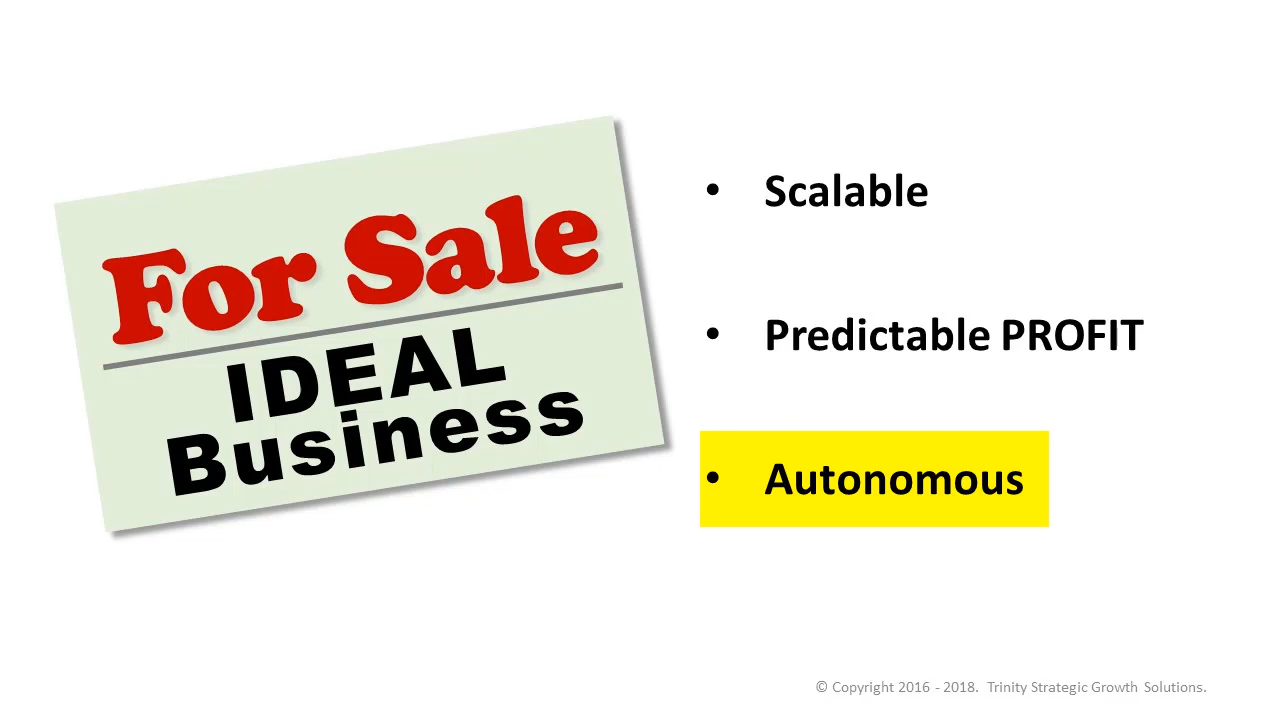 For Sale
IDEAL
Business
• Scalable
• Predictable PROFIT
• Autonomous
© Copyright 2016 - 2018. Trinity Strategic Growth Solutions.